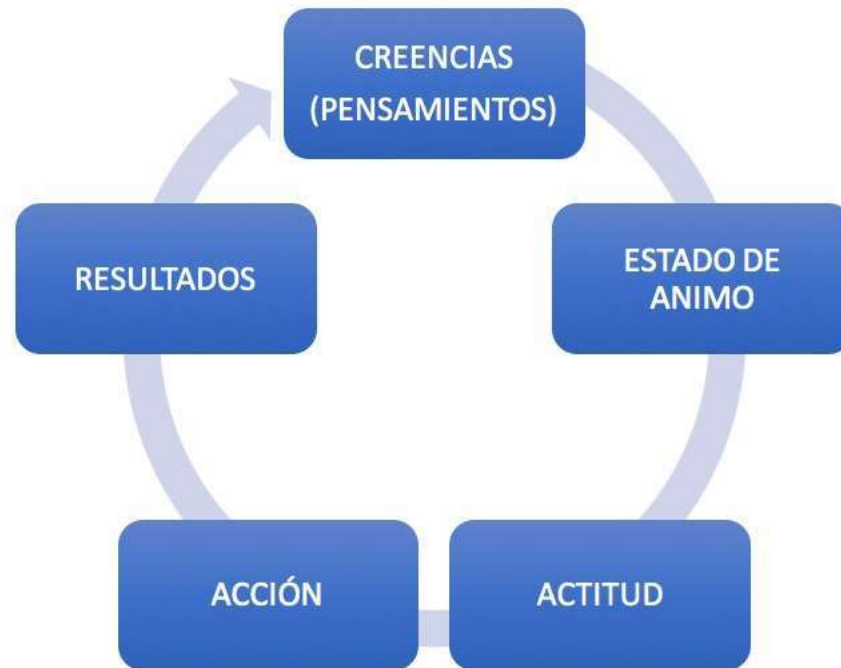 CREENCIAS
(PENSAMIENTOS)
ESTADO DE
ANIMO
ACTITUD
ACCIÓN
RESULTADOS